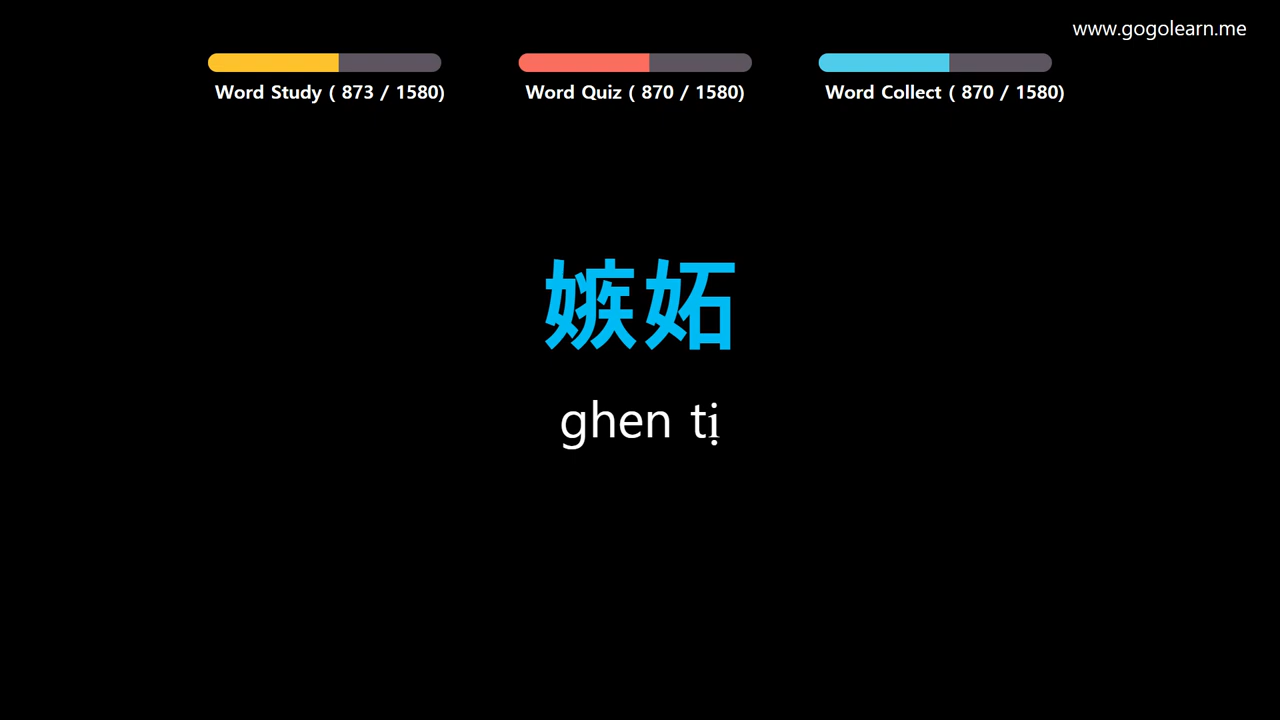 www.gogolearn.me
Word Study ( 873 / 1580)
Word Quiz ( 870 / 1580)
Word Collect ( 870 / 1580)
嫉妬
ghen tị